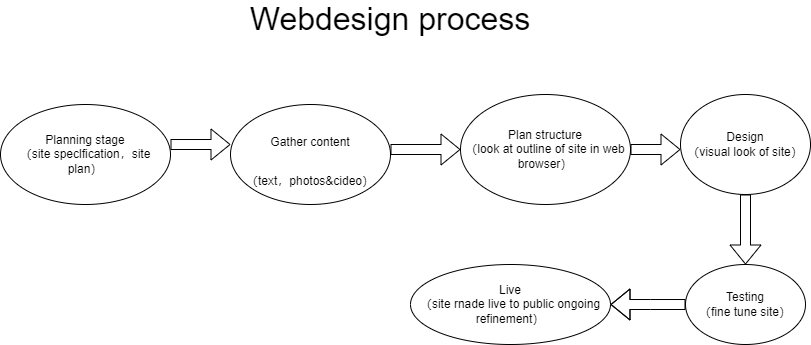 Webdesign process
Planning stage
(site speclfication，site
plan)
Gather content
(text，photos&cideo)
Plan structure
(look at outline of site in web
browser)
Design
(visual look of site)
Testing
(fine tune site)
Live
(site rnade live to public ongoing
refinement)